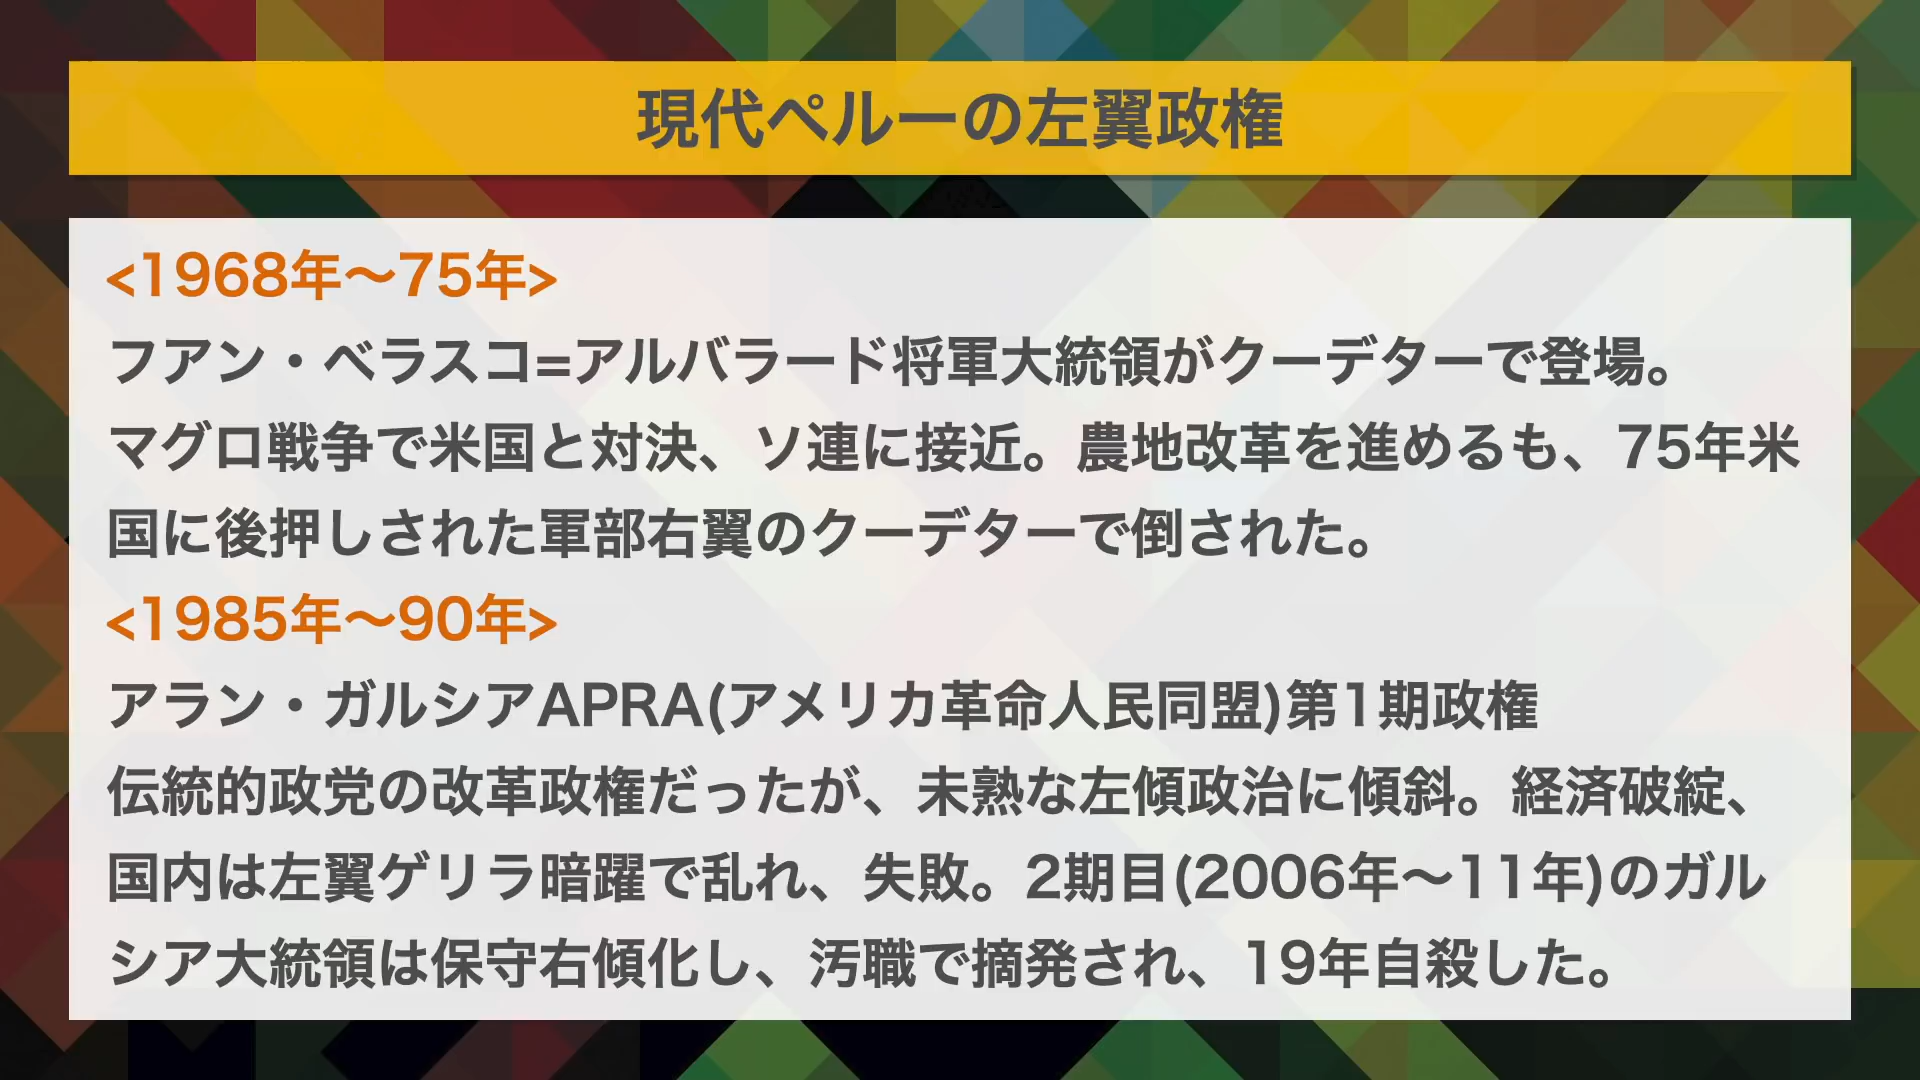 現代ペルーの左翼政権
<1968年〜75年>
フアン・ベラスコ=アルバラード将軍大統領がクーデターで登場。
マグロ戦争で米国と対決、ソ連に接近。農地改革を進めるも、75年米
国に後押しされた軍部右翼のクーデターで倒された。
<1985年〜90年>
アラン・ガルシアAPRA(アメリカ革命人民同盟)第1期政権
伝統的政党の改革政権だったが、未熟な左傾政治に傾斜。経済破綻、
国内は左翼ゲリラ暗躍で乱れ、失敗。2期目(2006年〜11年)のガル
シア大統領は保守右傾化し、汚職で摘発され、19年自殺した。